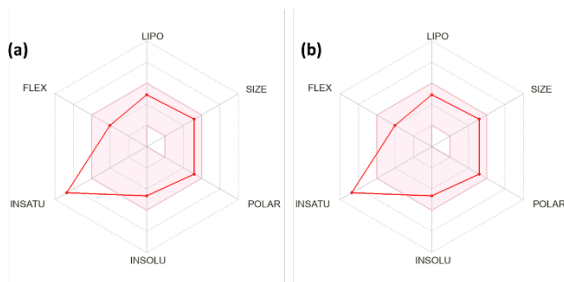 (a)
LIPO
FLEX
SIZE
INSATU
POLAR
INSOLU
(b)
LIPO
FLEX
SIZE
INSATU
POLAR
INSOLU